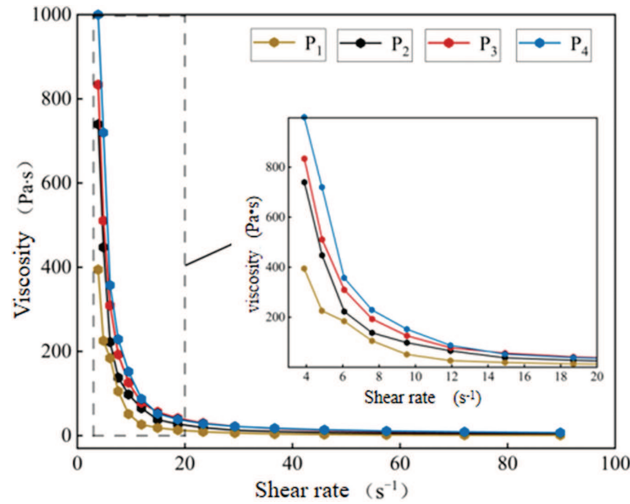 P₁ P₂ P₃ P₄
Viscosity (Pa·s)
1000
800
600
400
200
0
0 20 40 60 80 100
Shear rate (s⁻¹)
viscosity (Pa•s)
800
600
400
200
4 6 8 10 12 14 16 18 20
Shear rate (s⁻¹)